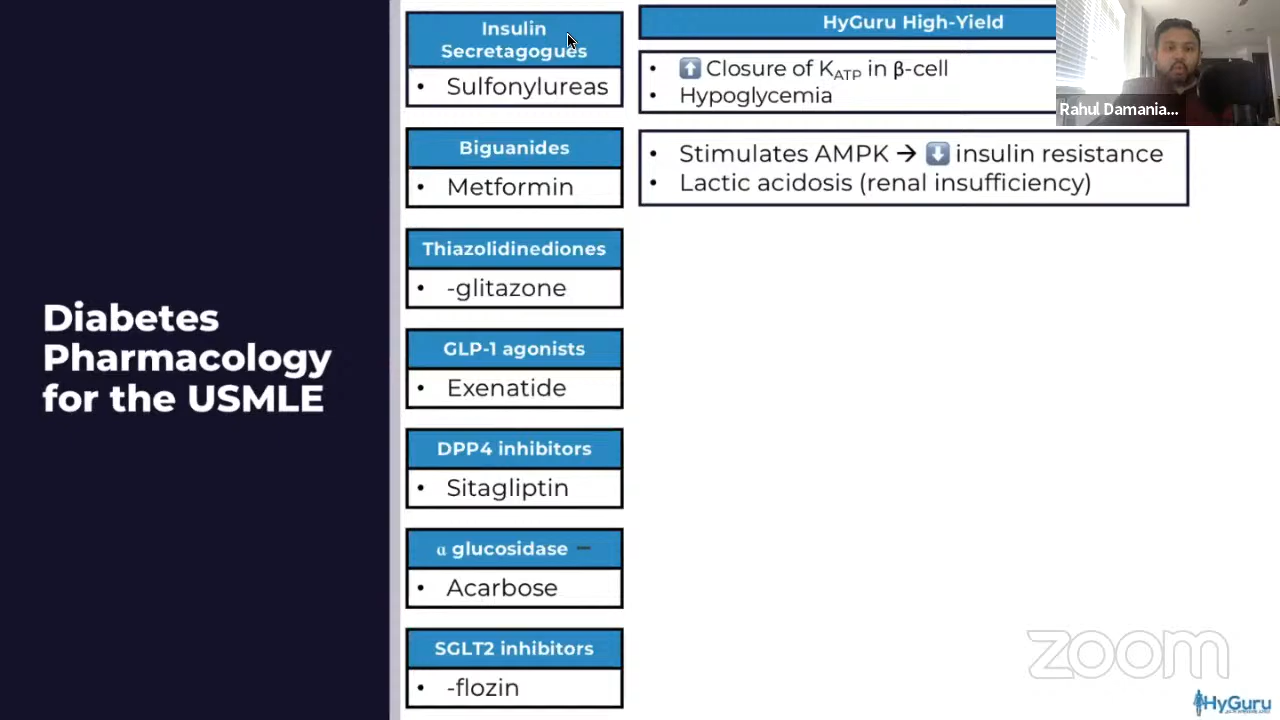 Diabetes
Pharmacology
for the USMLE
Insulin
Secretagogues
• Sulfonylureas
Biguanides
• Metformin
Thiazolidinediones
• -glitazone
GLP-1 agonists
• Exenatide
DPP4 inhibitors
• Sitagliptin
α glucosidase −
• Acarbose
SGLT2 inhibitors
• -flozin
HyGuru High-Yield
• ⬆ Closure of KATP in β-cell
• Hypoglycemia
• Stimulates AMPK → ⬇ insulin resistance
• Lactic acidosis (renal insufficiency)
Rahul Damania...
zoom
HyGuru